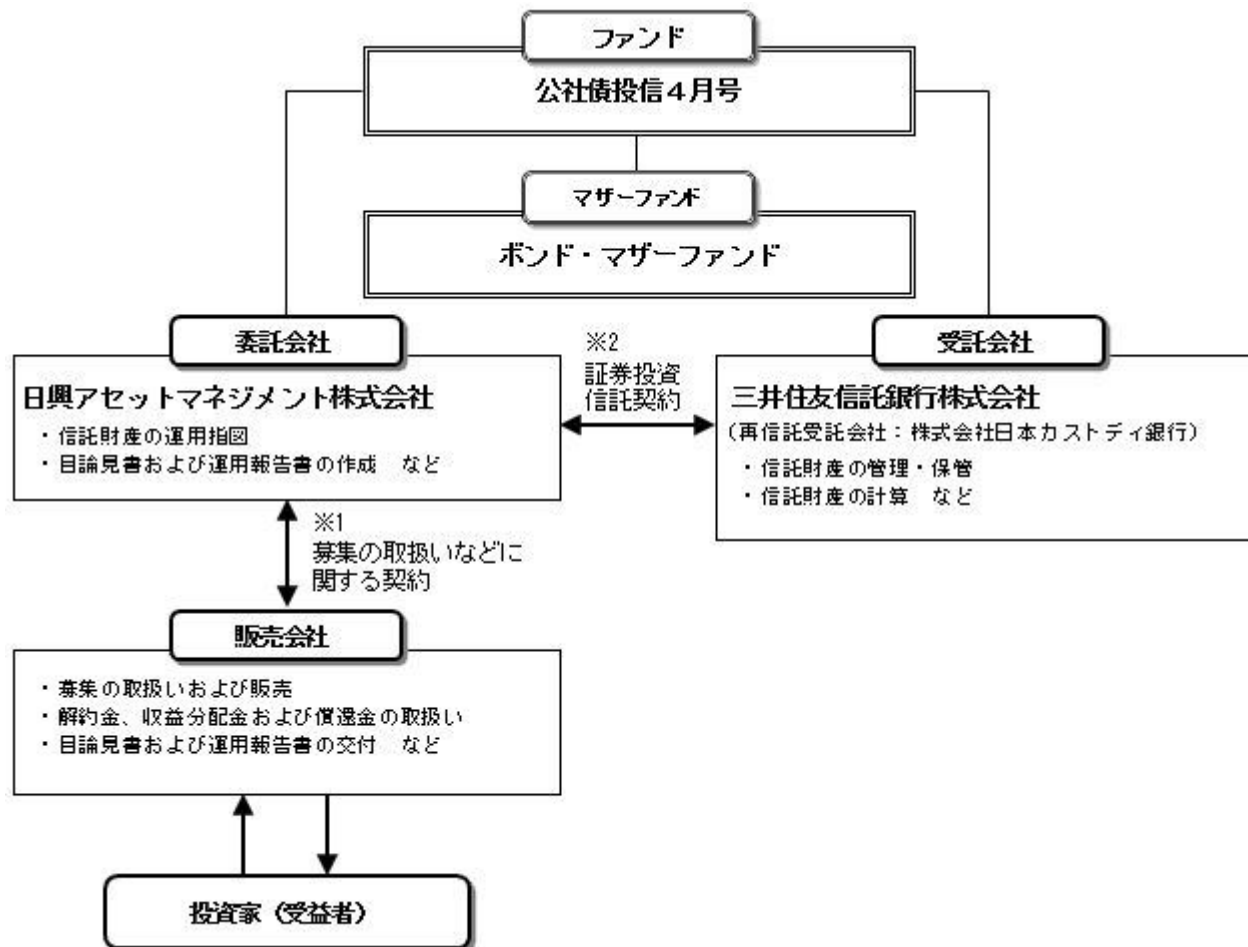 ファンド
公社債投信４月号
マザーファンド
ボンド・マザーファンド
委託会社
日興アセットマネジメント株式会社
・信託財産の運用指図
・目論見書および運用報告書の作成　など
※2
証券投資
信託契約
受託会社
三井住友信託銀行株式会社
（再信託受託会社：株式会社日本カストディ銀行）
・信託財産の管理・保管
・信託財産の計算　など
※1
募集の取扱いなどに
関する契約
販売会社
・募集の取扱いおよび販売
・解約金、収益分配金および償還金の取扱い
・目論見書および運用報告書の交付　など
投資家（受益者）